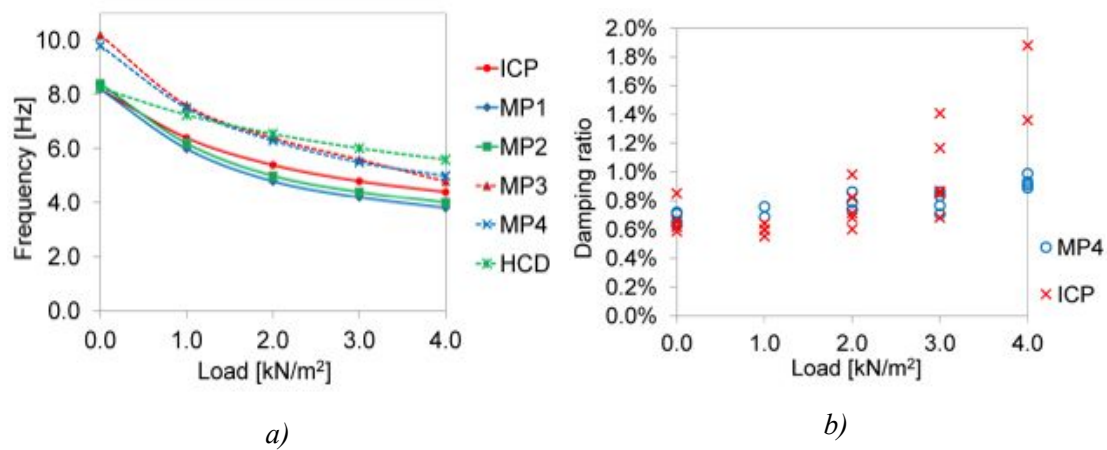 Frequency [Hz]
10.0
8.0
6.0
4.0
2.0
0.0
0.0 1.0 2.0 3.0 4.0
Load [kN/m²]
ICP
MP1
MP2
MP3
MP4
HCD
a)
Damping ratio
2.0%
1.8%
1.6%
1.4%
1.2%
1.0%
0.8%
0.6%
0.4%
0.2%
0.0%
0.0 1.0 2.0 3.0 4.0
Load [kN/m²]
MP4
ICP
b)